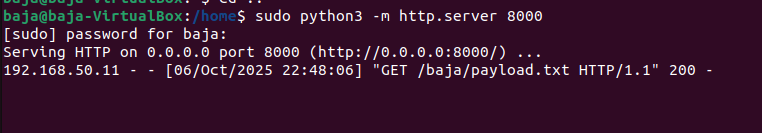 baja@baja-VirtualBox:/home$ sudo python3 -m http.server 8000
[sudo] password for baja:
Serving HTTP on 0.0.0.0 port 8000 (http://0.0.0.0:8000/) ...
192.168.50.11 - - [06/Oct/2025 22:48:06] "GET /baja/payload.txt HTTP/1.1" 200 -